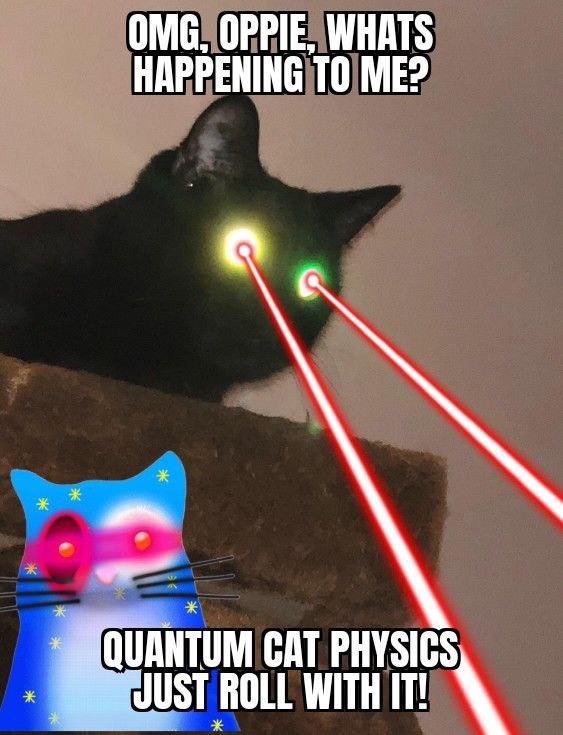 OMG, OPPIE, WHATS
HAPPENING TO ME?
QUANTUM CAT PHYSICS
JUST ROLL WITH IT!